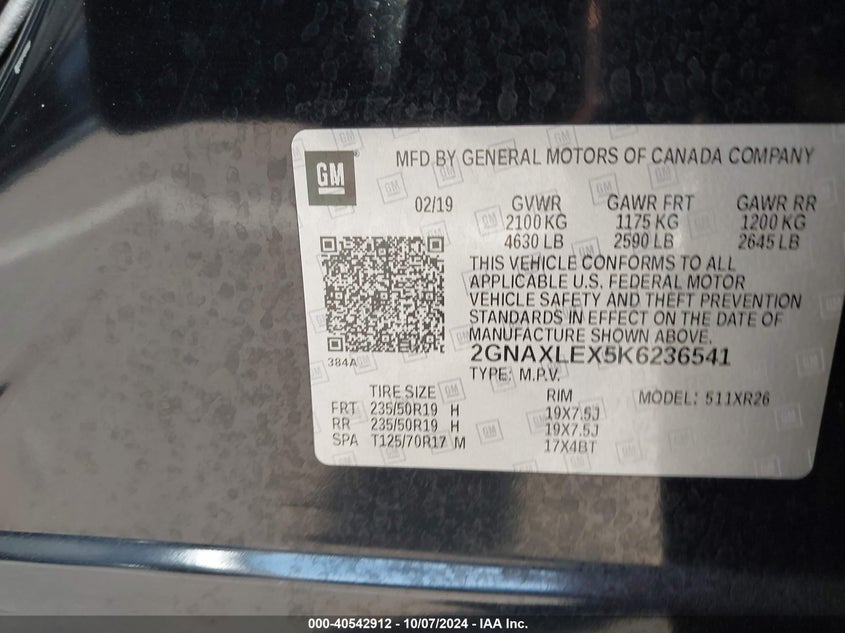 GM
MFD BY GENERAL MOTORS OF CANADA COMPANY
02/19 GVWR GAWR FRT GAWR RR
2100 KG 1175 KG 1200 KG
4630 LB 2590 LB 2645 LB
THIS VEHICLE CONFORMS TO ALL
APPLICABLE U.S. FEDERAL MOTOR
VEHICLE SAFETY AND THEFT PREVENTION
STANDARDS IN EFFECT ON THE DATE OF
MANUFACTURE SHOWN ABOVE.
384A
2GNAXLEX5K6236541
TYPE: M.P.V.
TIRE SIZE RIM MODEL: 511XR26
FRT 235/50R19 H 19X7.5J
RR 235/50R19 H 19X7.5J
SPA T125/70R17 M 17X4BT
000-40542912 - 10/07/2024 - IAA Inc.